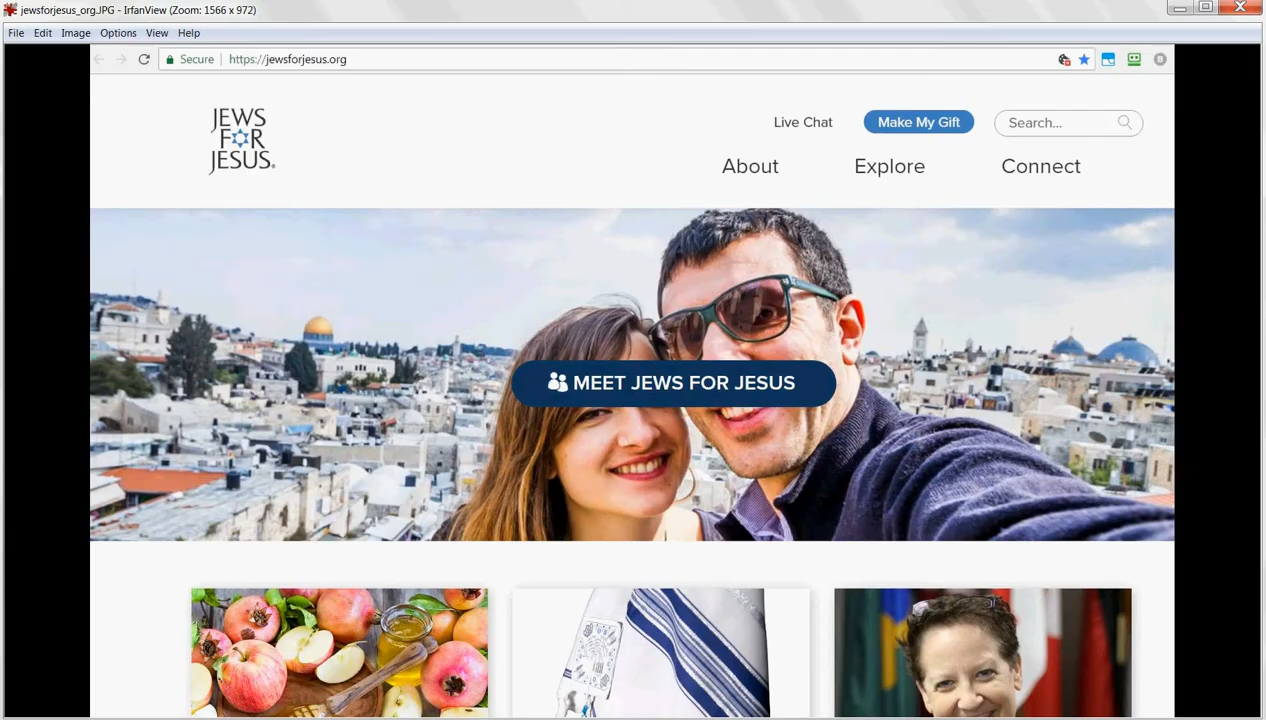 jewsforjesus_org.JPG - IrfanView (Zoom: 1566 x 972)
File Edit Image Options View Help
Secure https://jewsforjesus.org
JEWS
FOR
JESUS®
Live Chat
Make My Gift
Search...
About
Explore
Connect
MEET JEWS FOR JESUS